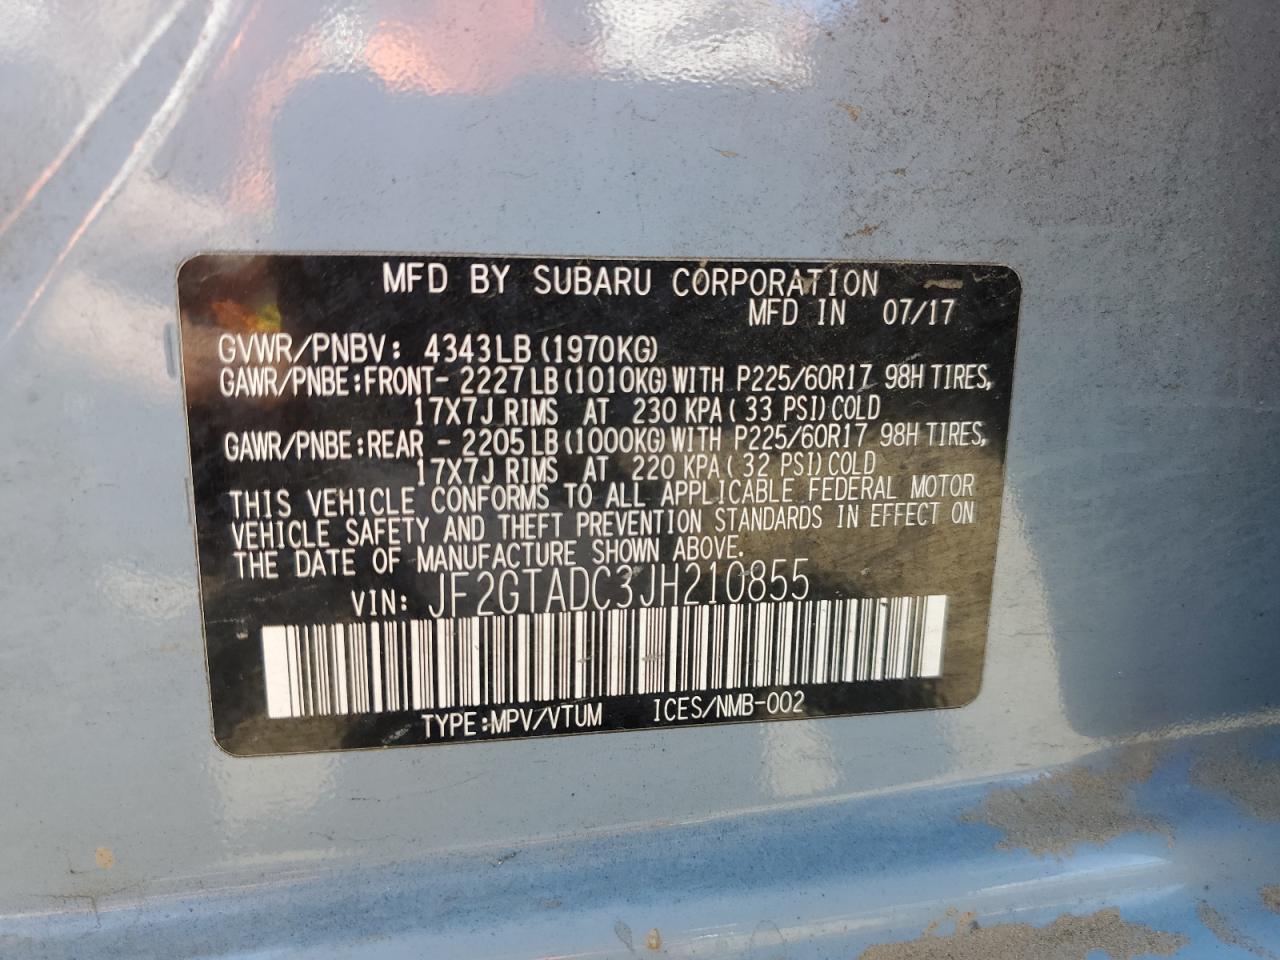 MFD BY SUBARU CORPORATION
MFD IN 07/17
GVWR/PNBV: 4343LB (1970KG)
GAWR/PNBE:FRONT- 2227LB(1010KG)WITH P225/60R17 98H TIRES,
17X7J RIMS AT 230 KPA( 33 PSI)COLD
GAWR/PNBE:REAR - 2205LB(1000KG)WITH P225/60R17 98H TIRES,
17X7J RIMS AT 220 KPA( 32 PSI)COLD
THIS VEHICLE CONFORMS TO ALL APPLICABLE FEDERAL MOTOR
VEHICLE SAFETY AND THEFT PREVENTION STANDARDS IN EFFECT ON
THE DATE OF MANUFACTURE SHOWN ABOVE.
VIN: JF2GTADC3JH210855
TYPE:MPV/VTUM ICES/NMB-002